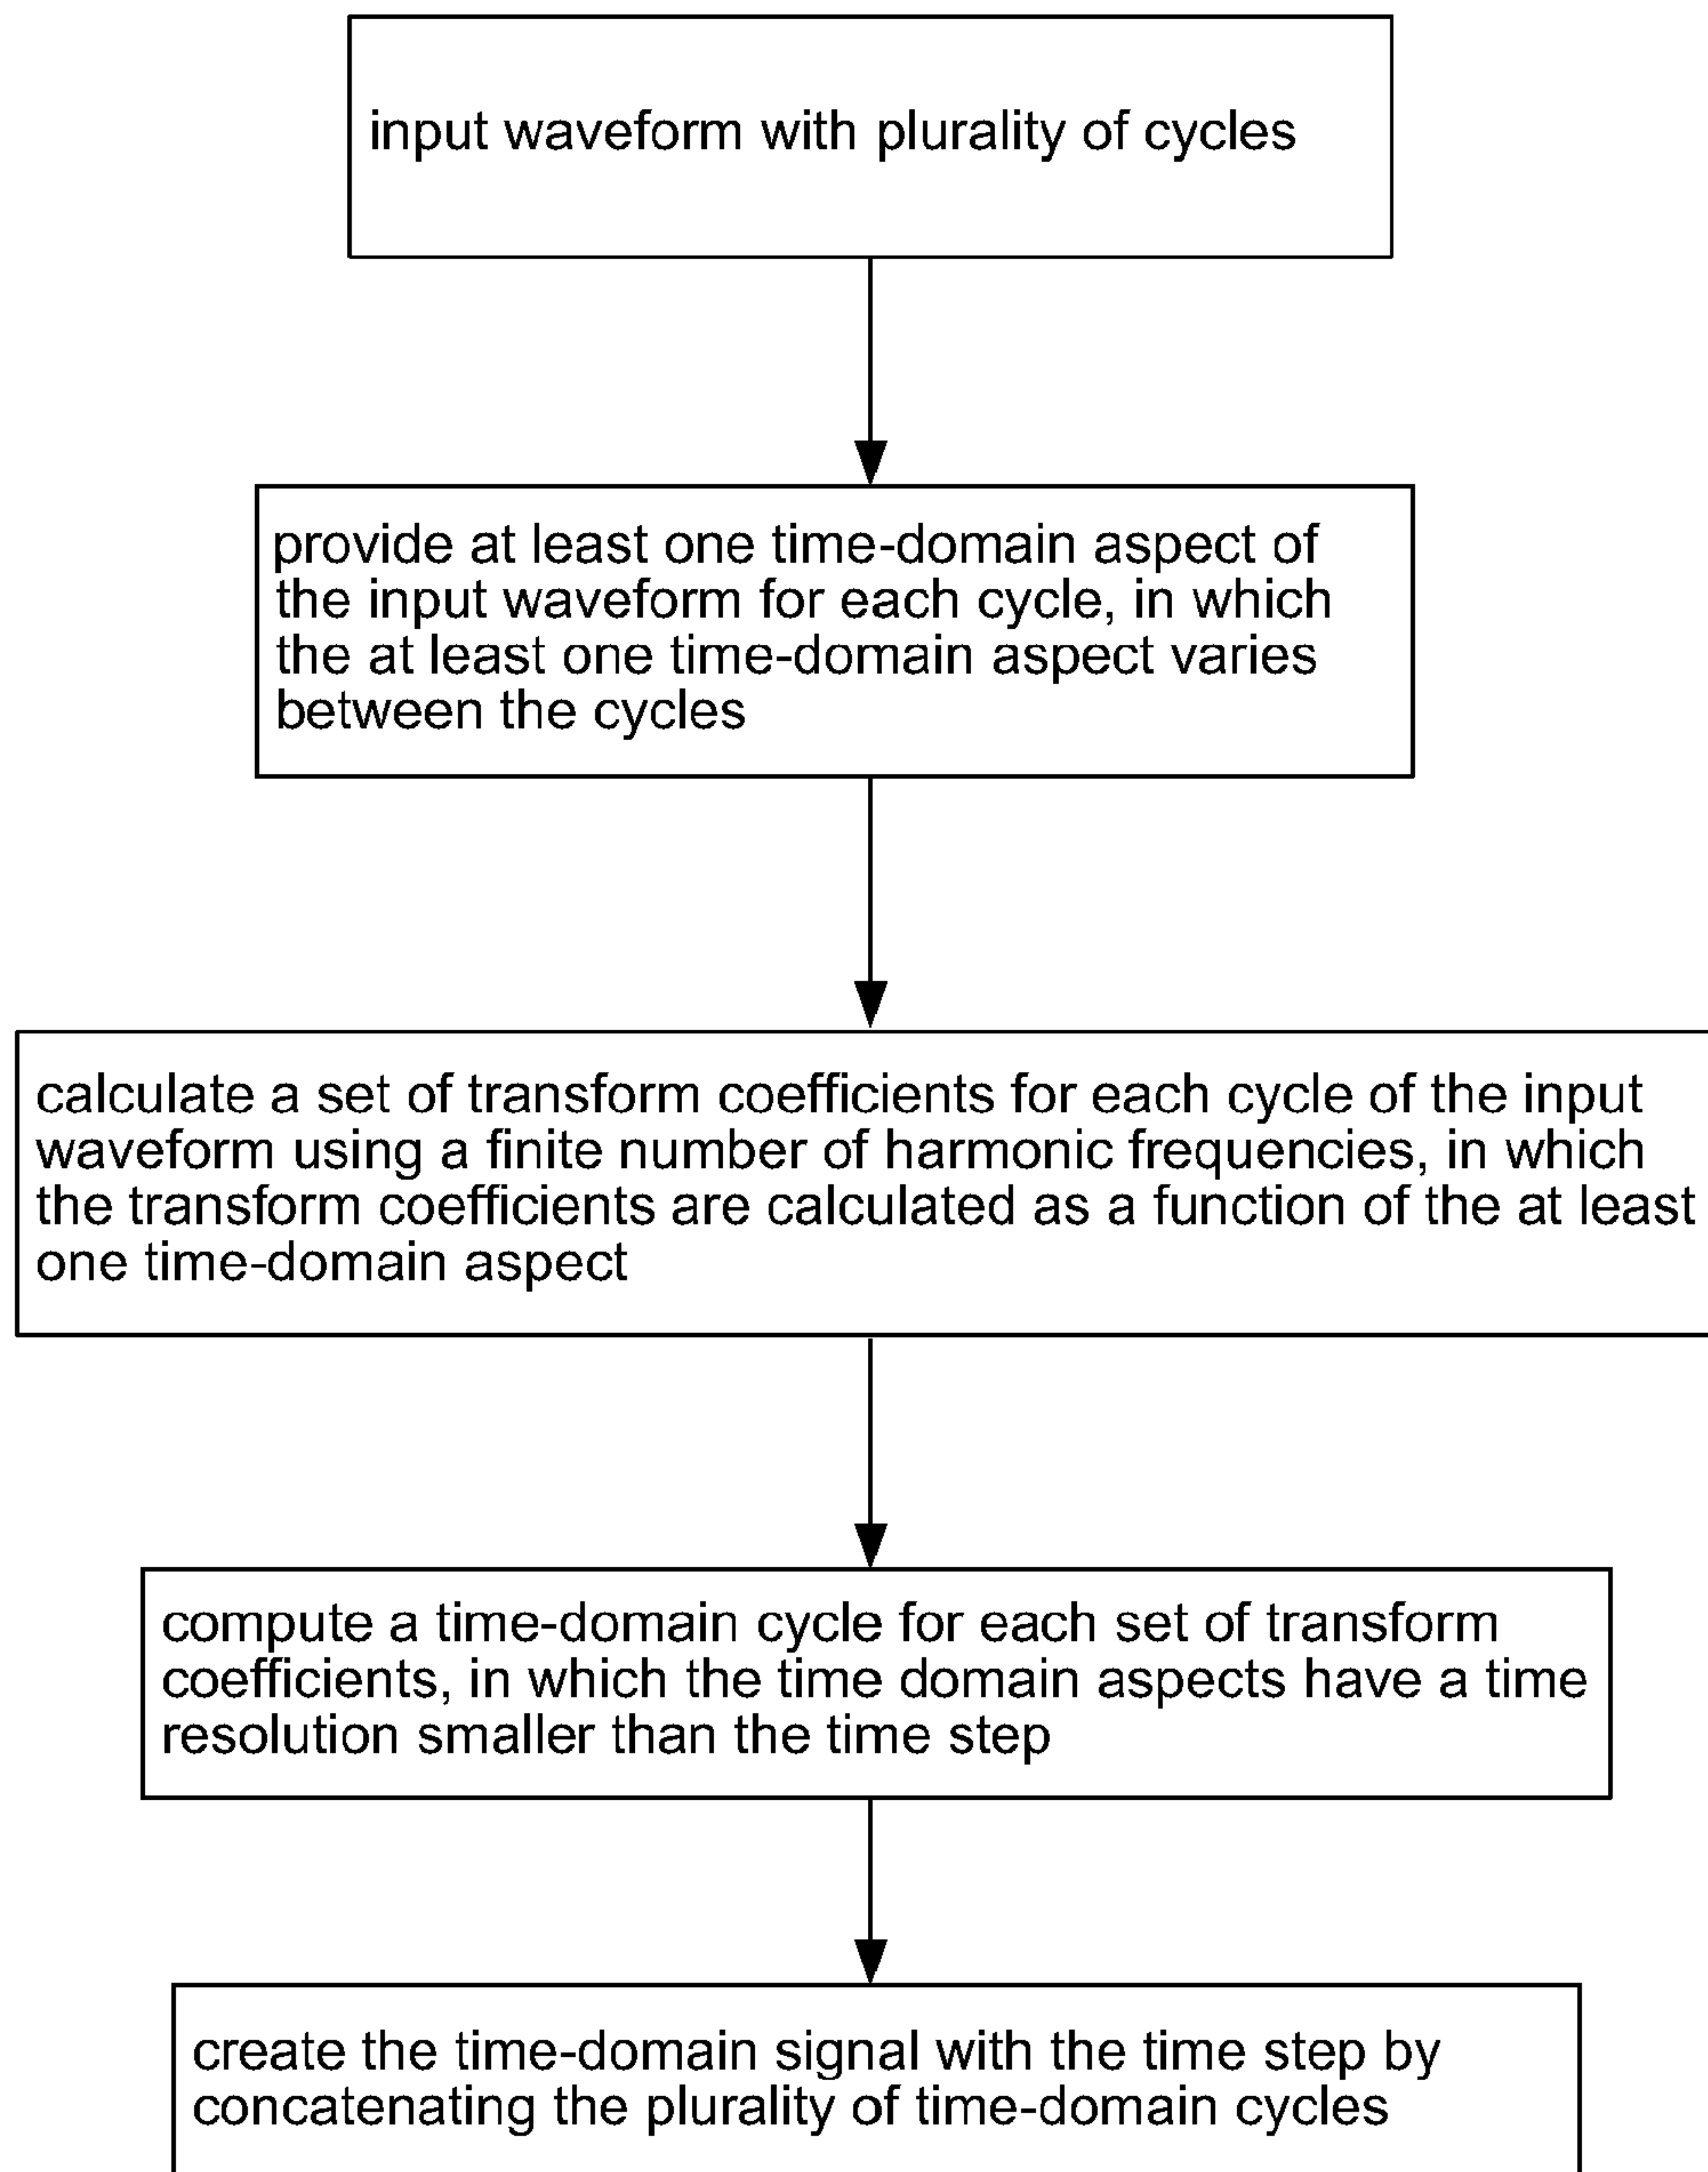 input waveform with plurality of cycles
provide at least one time-domain aspect of
the input waveform for each cycle, in which
the at least one time-domain aspect varies
between the cycles
calculate a set of transform coefficients for each cycle of the input
waveform using a finite number of harmonic frequencies, in which
the transform coefficients are calculated as a function of the at least
one time-domain aspect
compute a time-domain cycle for each set of transform
coefficients, in which the time domain aspects have a time
resolution smaller than the time step
create the time-domain signal with the time step by
concatenating the plurality of time-domain cycles